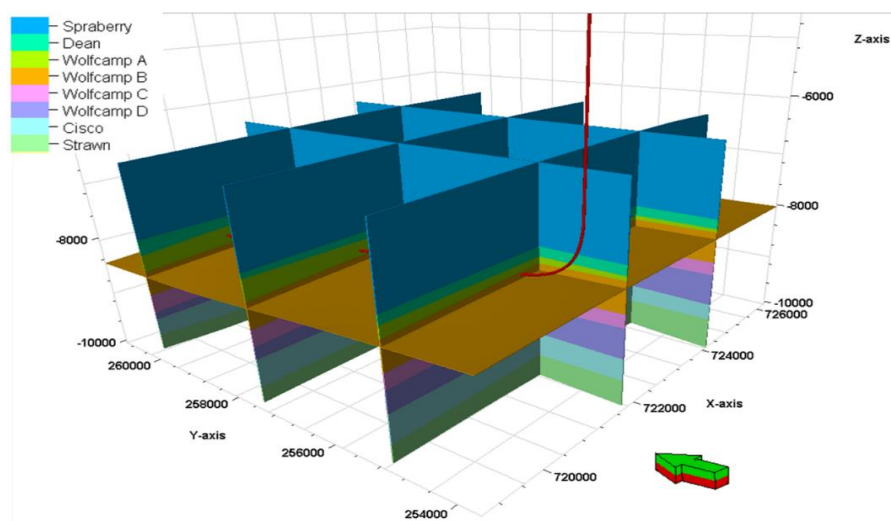 Spraberry
Dean
Wolfcamp A
Wolfcamp B
Wolfcamp C
Wolfcamp D
Cisco
Strawn
Z-axis
-6000
-8000
-8000
-10000
-10000
726000
260000
724000
258000
722000
X-axis
Y-axis
256000
720000
254000